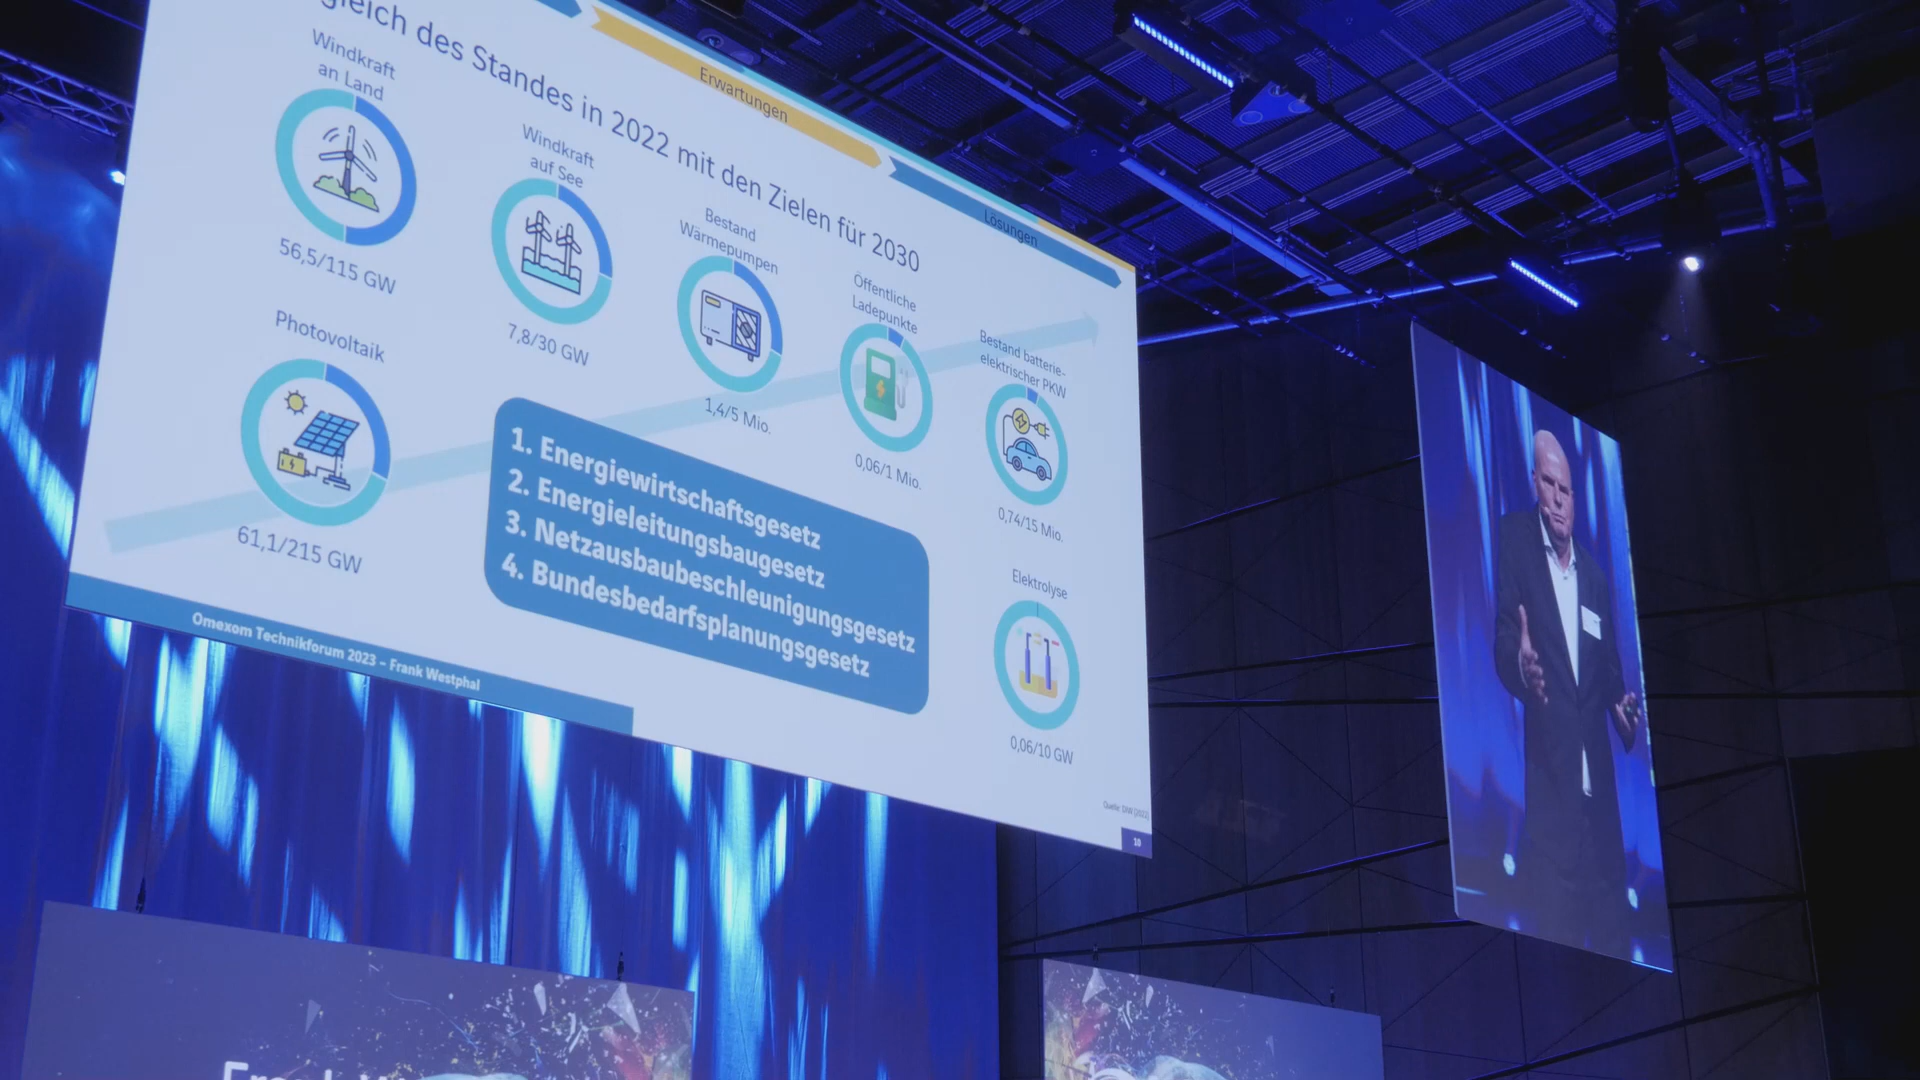 Erwartungen
Lösungen
gleich des Standes in 2022 mit den Zielen für 2030
Windkraft
an Land
56,5/115 GW
Windkraft
auf See
7,8/30 GW
Bestand
Wärmepumpen
1,4/5 Mio.
Öffentliche
Ladepunkte
0,06/1 Mio.
Bestand batterie-
elektrischer PKW
0,74/15 Mio.
Photovoltaik
61,1/215 GW
1. Energiewirtschaftsgesetz
2. Energieleitungsbaugesetz
3. Netzausbaubeschleunigungsgesetz
4. Bundesbedarfsplanungsgesetz
Elektrolyse
0,06/10 GW
Omexom Technikforum 2023 – Frank Westphal
Quelle: DIW (2022)
10